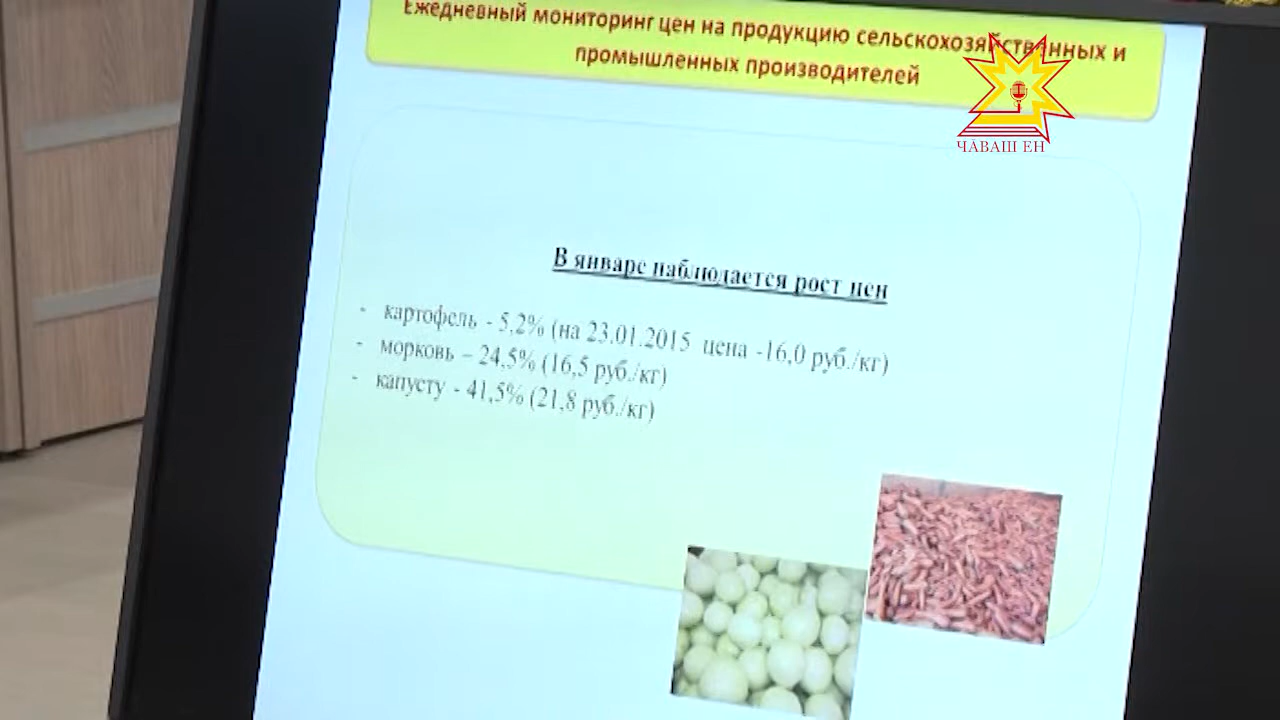 Ежедневный мониторинг цен на продукцию сельскохозяйственных и
промышленных производителей
ЧӐВАШ ЕН
В январе наблюдается рост цен
- картофель - 5,2% (на 23.01.2015 цена -16,0 руб./кг)
- морковь – 24,5% (16,5 руб./кг)
- капусту - 41,5% (21,8 руб./кг)